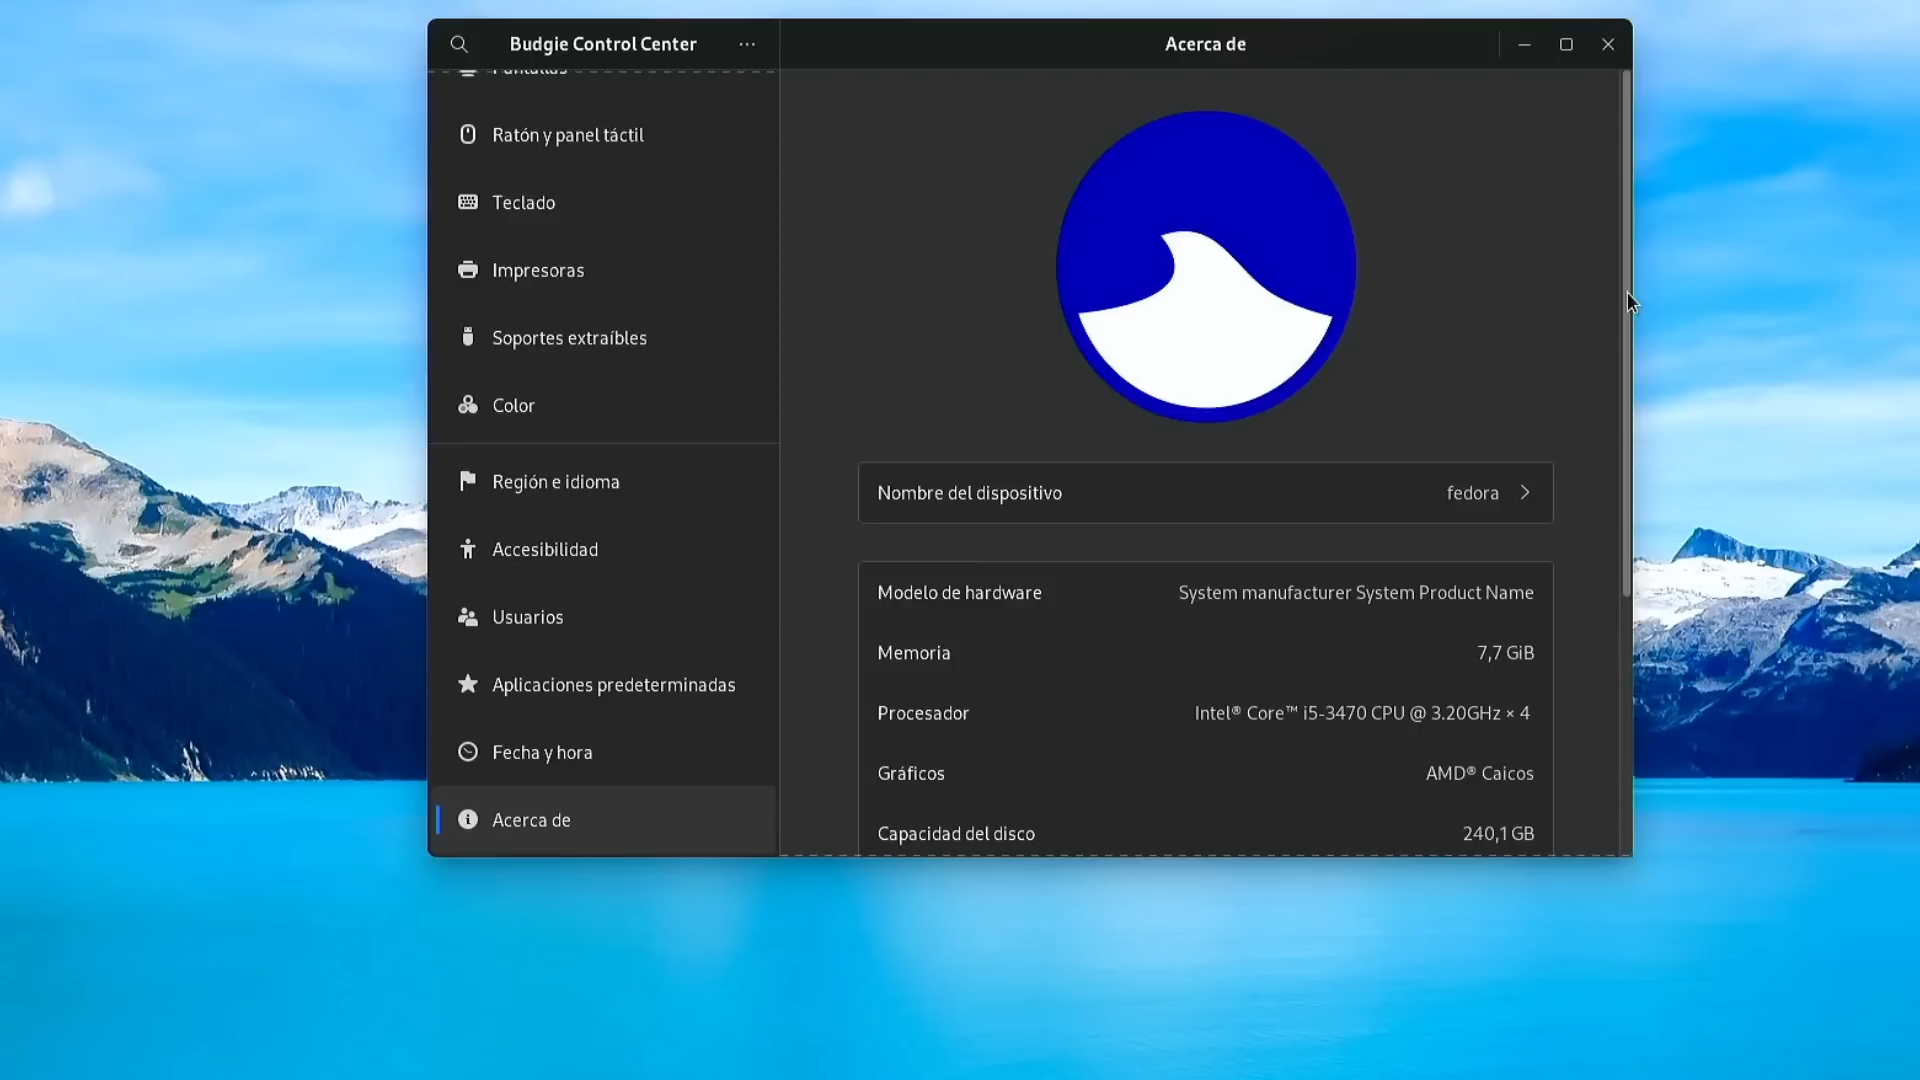 Budgie Control Center
Acerca de
Pantallas
Ratón y panel táctil
Teclado
Impresoras
Soportes extraíbles
Color
Región e idioma
Accesibilidad
Usuarios
Aplicaciones predeterminadas
Fecha y hora
Acerca de
Nombre del dispositivo fedora
Modelo de hardware System manufacturer System Product Name
Memoria 7,7 GiB
Procesador Intel® Core™ i5-3470 CPU @ 3.20GHz × 4
Gráficos AMD® Caicos
Capacidad del disco 240,1 GB